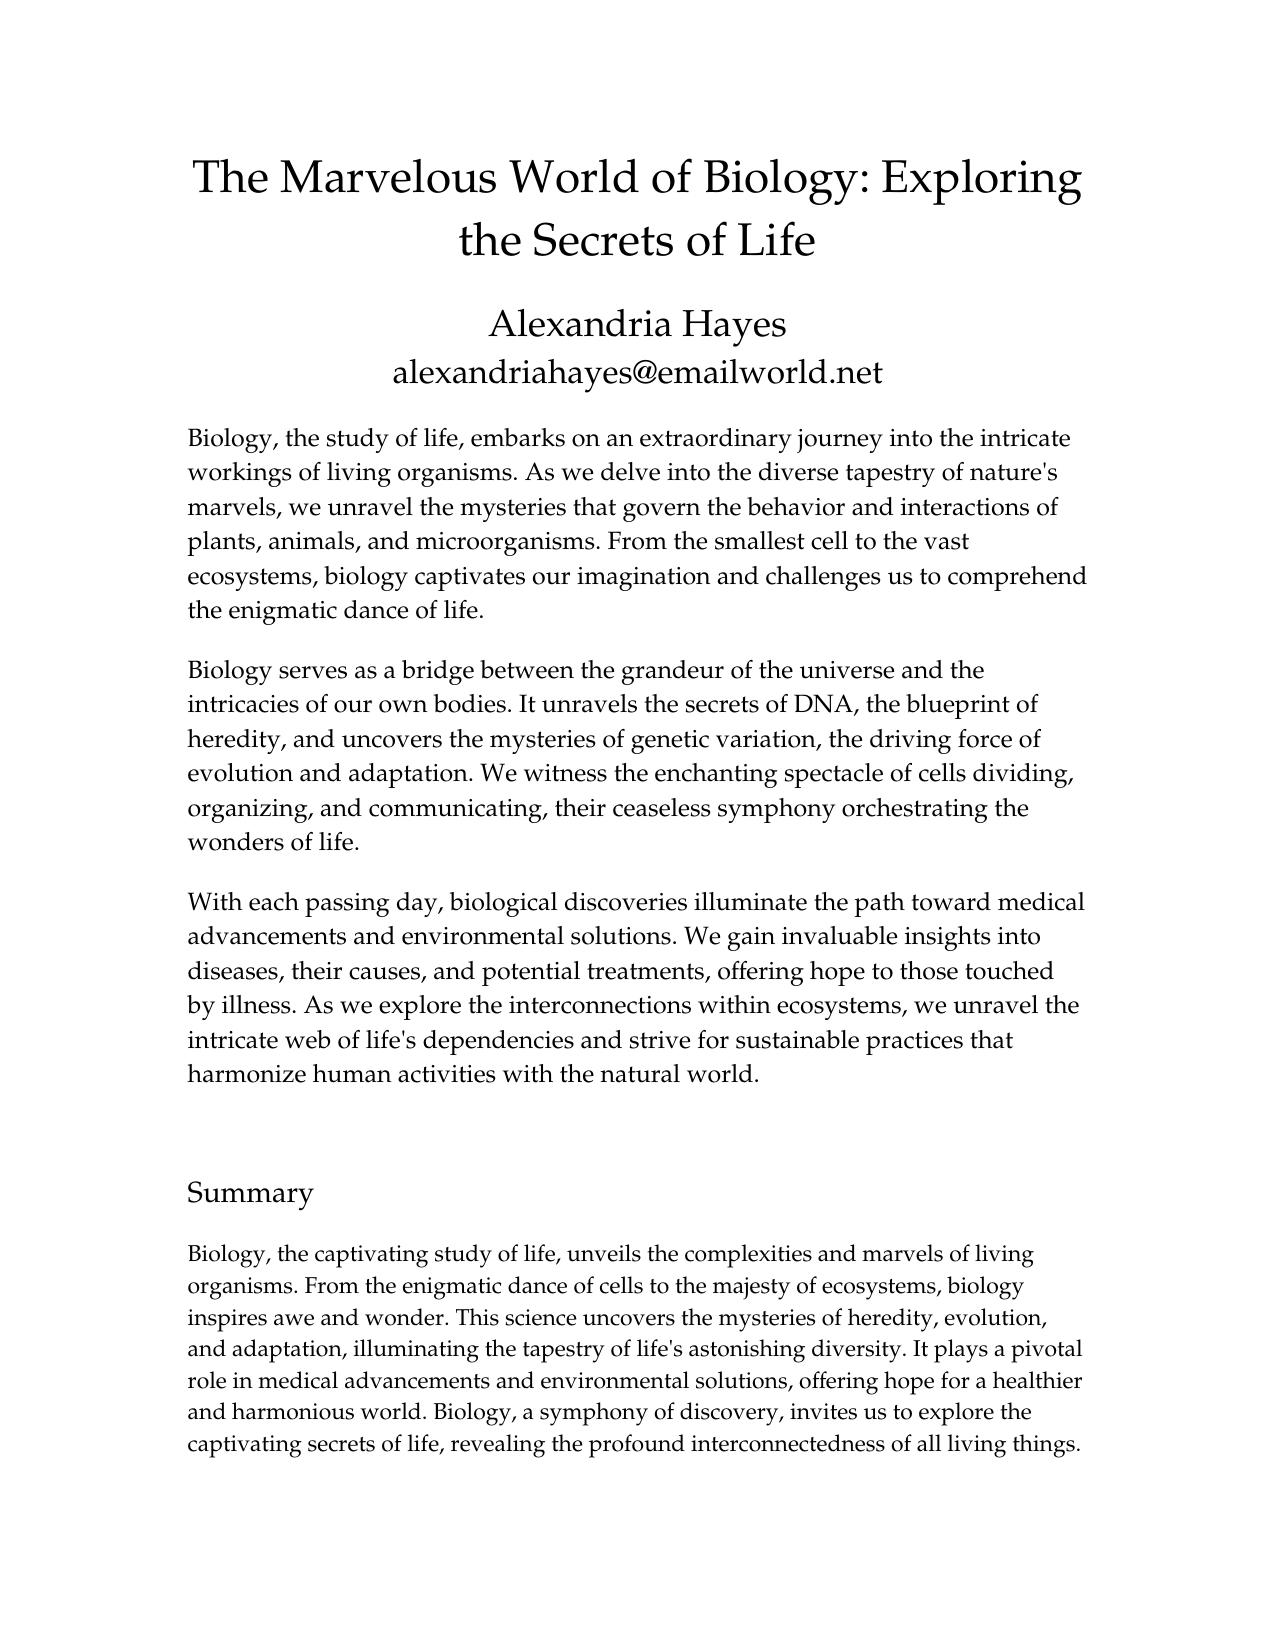 The Marvelous World of Biology: Exploring
the Secrets of Life
Alexandria Hayes
alexandriahayes@emailworld.net
Biology, the study of life, embarks on an extraordinary journey into the intricate
workings of living organisms. As we delve into the diverse tapestry of nature's
marvels, we unravel the mysteries that govern the behavior and interactions of
plants, animals, and microorganisms. From the smallest cell to the vast
ecosystems, biology captivates our imagination and challenges us to comprehend
the enigmatic dance of life.
Biology serves as a bridge between the grandeur of the universe and the
intricacies of our own bodies. It unravels the secrets of DNA, the blueprint of
heredity, and uncovers the mysteries of genetic variation, the driving force of
evolution and adaptation. We witness the enchanting spectacle of cells dividing,
organizing, and communicating, their ceaseless symphony orchestrating the
wonders of life.
With each passing day, biological discoveries illuminate the path toward medical
advancements and environmental solutions. We gain invaluable insights into
diseases, their causes, and potential treatments, offering hope to those touched
by illness. As we explore the interconnections within ecosystems, we unravel the
intricate web of life's dependencies and strive for sustainable practices that
harmonize human activities with the natural world.
Summary
Biology, the captivating study of life, unveils the complexities and marvels of living
organisms. From the enigmatic dance of cells to the majesty of ecosystems, biology
inspires awe and wonder. This science uncovers the mysteries of heredity, evolution,
and adaptation, illuminating the tapestry of life's astonishing diversity. It plays a pivotal
role in medical advancements and environmental solutions, offering hope for a healthier
and harmonious world. Biology, a symphony of discovery, invites us to explore the
captivating secrets of life, revealing the profound interconnectedness of all living things.